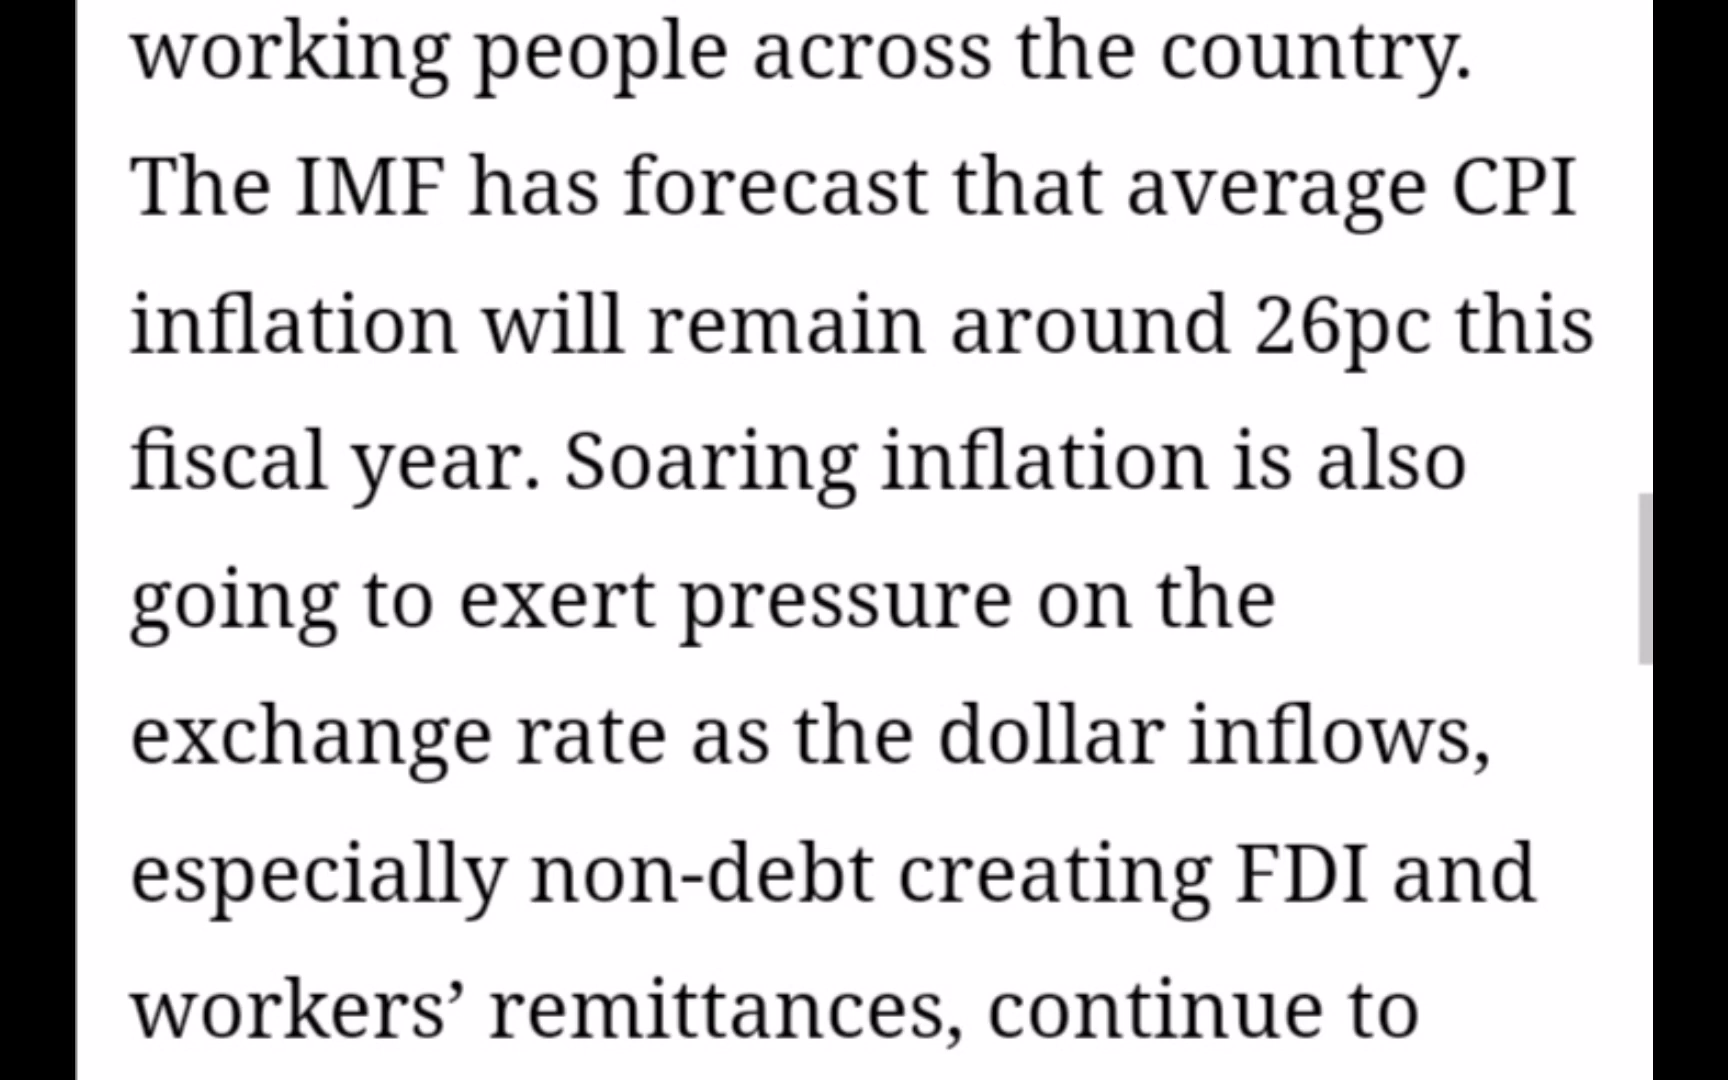 working people across the country.
The IMF has forecast that average CPI
inflation will remain around 26pc this
fiscal year. Soaring inflation is also
going to exert pressure on the
exchange rate as the dollar inflows,
especially non-debt creating FDI and
workers’ remittances, continue to